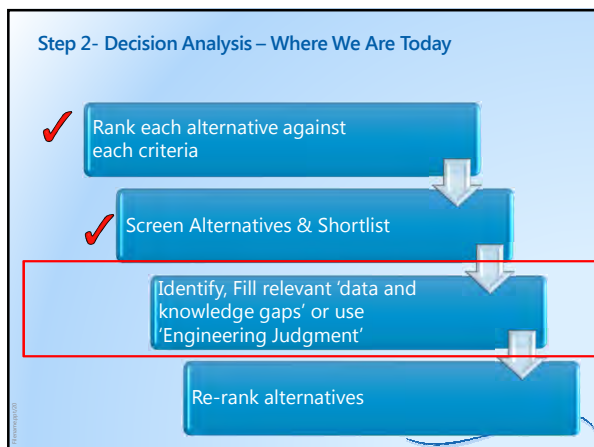 Step 2- Decision Analysis – Where We Are Today
Rank each alternative against
each criteria
Screen Alternatives & Shortlist
Identify, Fill relevant ‘data and
knowledge gaps’ or use
‘Engineering Judgment’
Re-rank alternatives